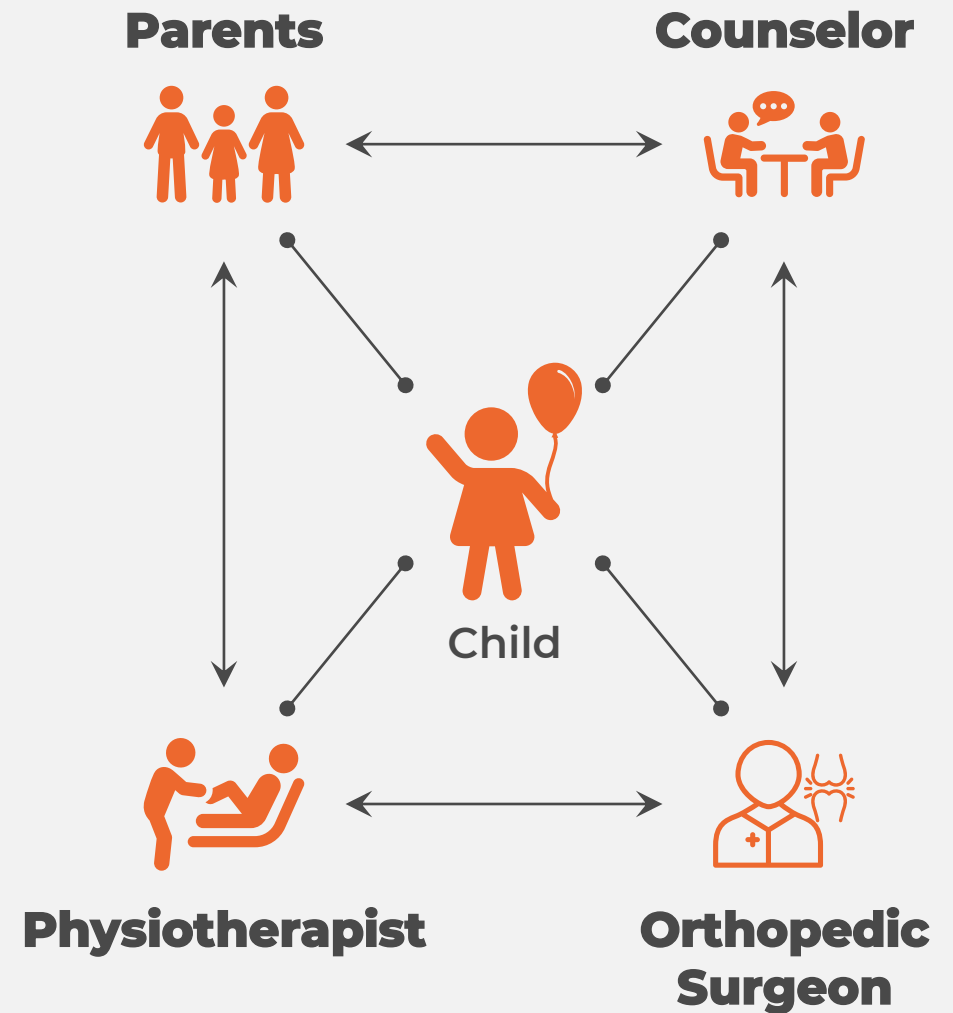 Parents
Counselor
Child
Physiotherapist
Orthopedic
Surgeon